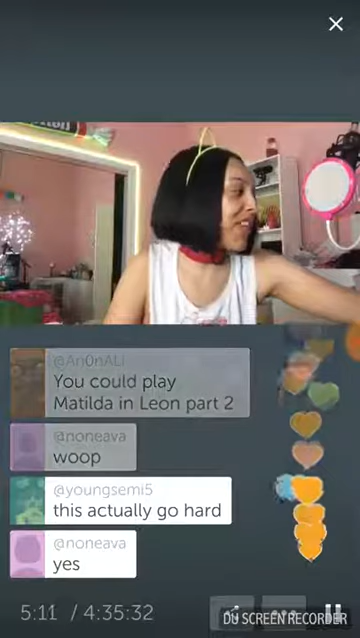 @An0nALi
You could play
Matilda in Leon part 2
@noneava
woop
@youngsemi5
this actually go hard
@noneava
yes
5:11 / 4:35:32
DU SCREEN RECORDER